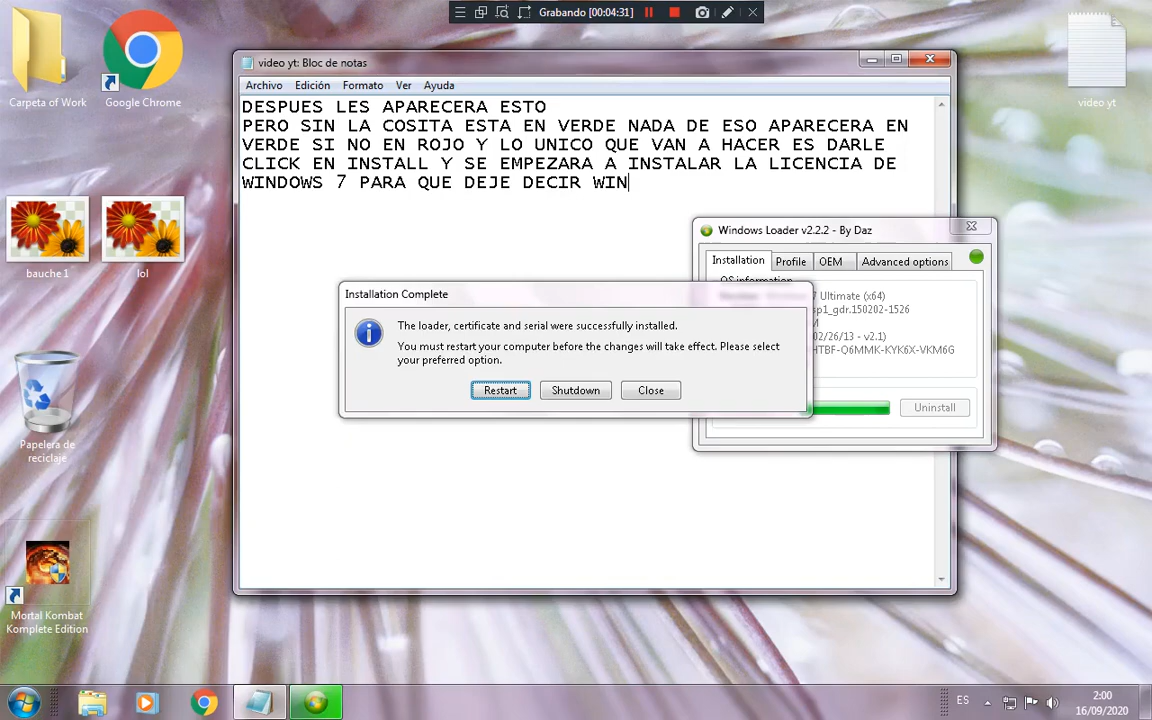 Grabando [00:04:31]
Carpeta of Work
Google Chrome
video yt
bauche 1
lol
Papelera de
reciclaje
Mortal Kombat
Komplete Edition
video yt: Bloc de notas
Archivo Edición Formato Ver Ayuda
DESPUES LES APARECERA ESTO
PERO SIN LA COSITA ESTA EN VERDE NADA DE ESO APARECERA EN
VERDE SI NO EN ROJO Y LO UNICO QUE VAN A HACER ES DARLE
CLICK EN INSTALL Y SE EMPEZARA A INSTALAR LA LICENCIA DE
WINDOWS 7 PARA QUE DEJE DECIR WIN
Windows Loader v2.2.2 - By Daz
Installation Profile OEM Advanced options
OS information
7 Ultimate (x64)
sp1_gdr.150202-1526
M
02/26/13 - v2.1)
HTBF-Q6MMK-KYK6X-VKM6G
Uninstall
Installation Complete
The loader, certificate and serial were successfully installed.
You must restart your computer before the changes will take effect. Please select
your preferred option.
Restart Shutdown Close
ES
2:00
16/09/2020